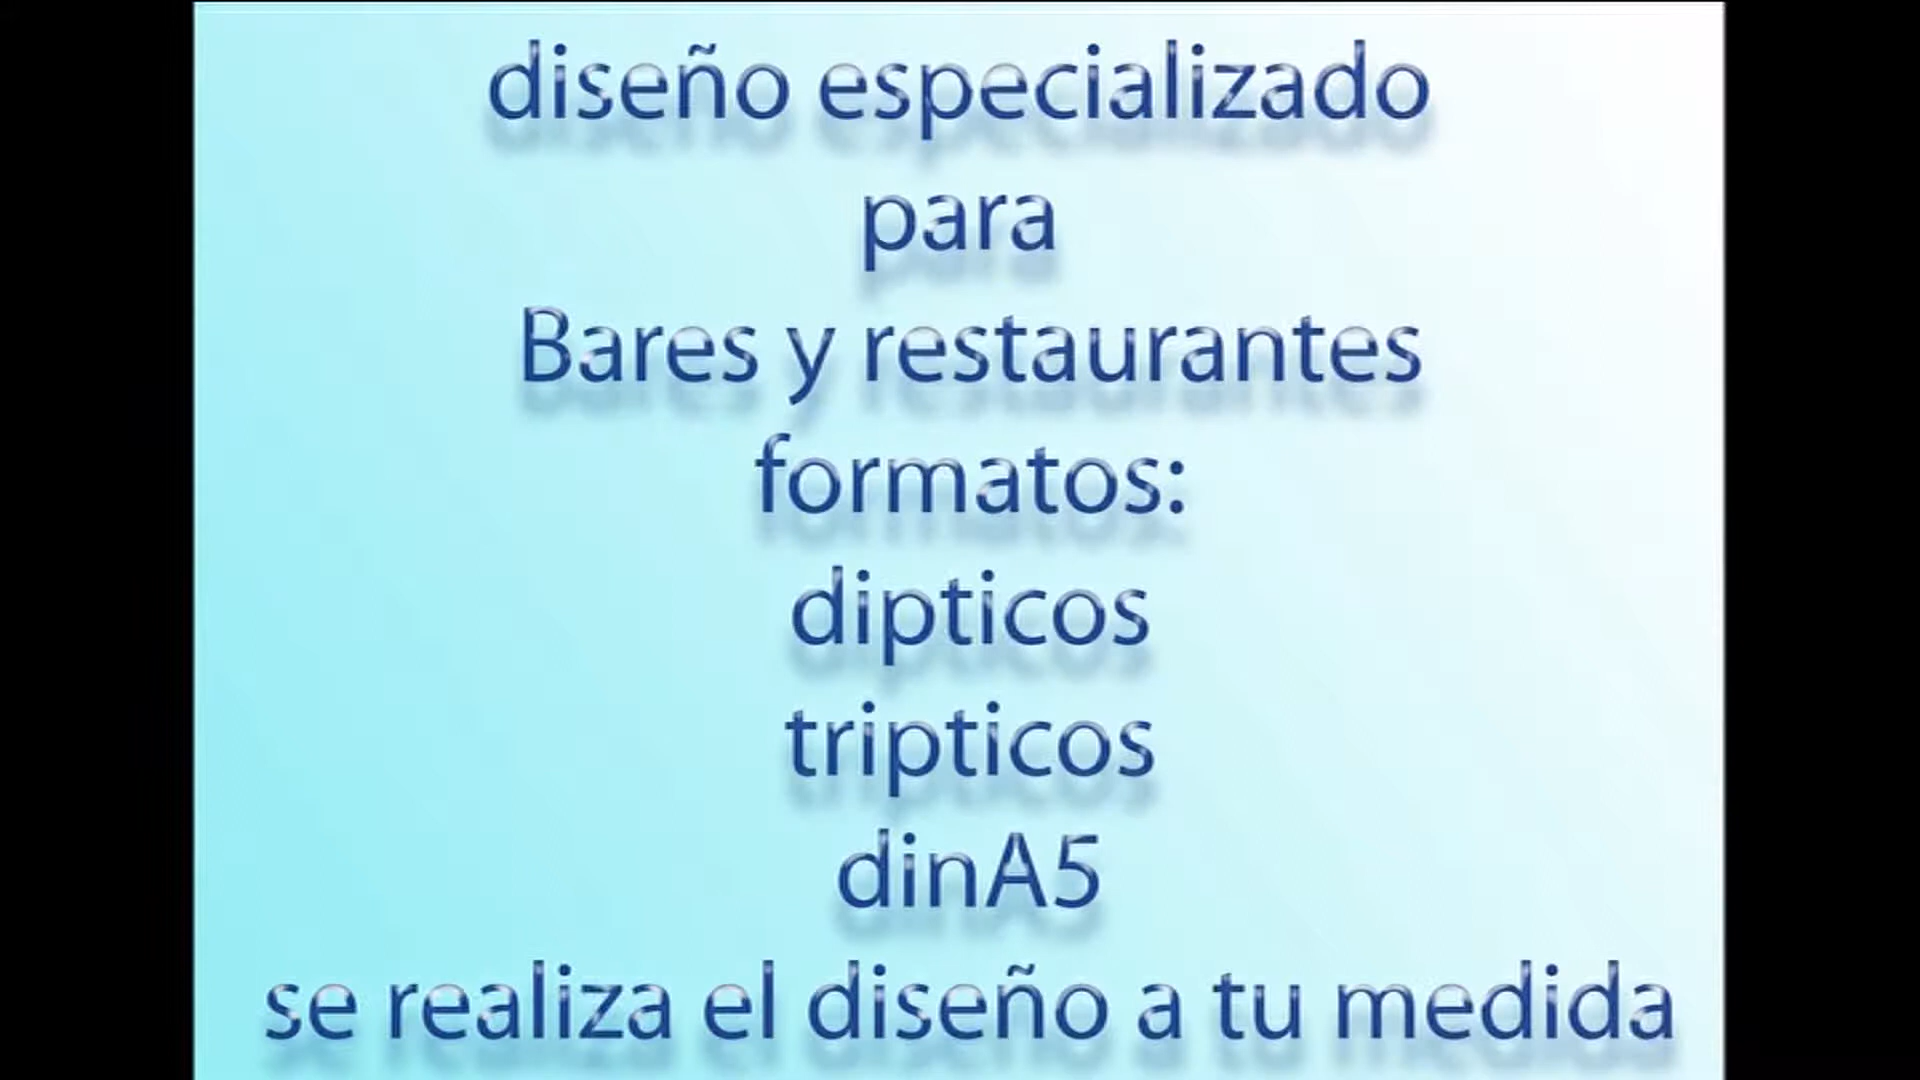 diseño especializado
para
Bares y restaurantes
formatos:
dipticos
tripticos
dinA5
se realiza el diseño a tu medida